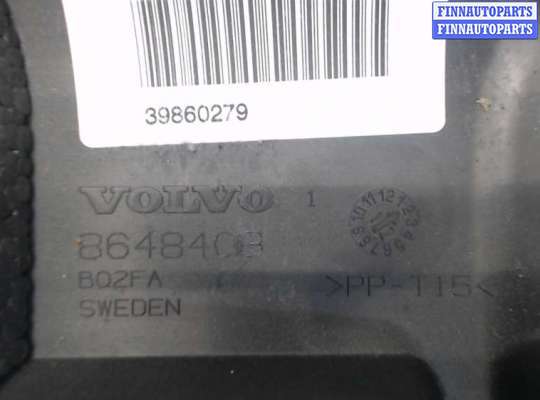 FINNAUTOPARTS
FINNAUTOPARTS
39860279
VOLVO 1
8648408
BQ2FA
SWEDEN
>PP-T15<